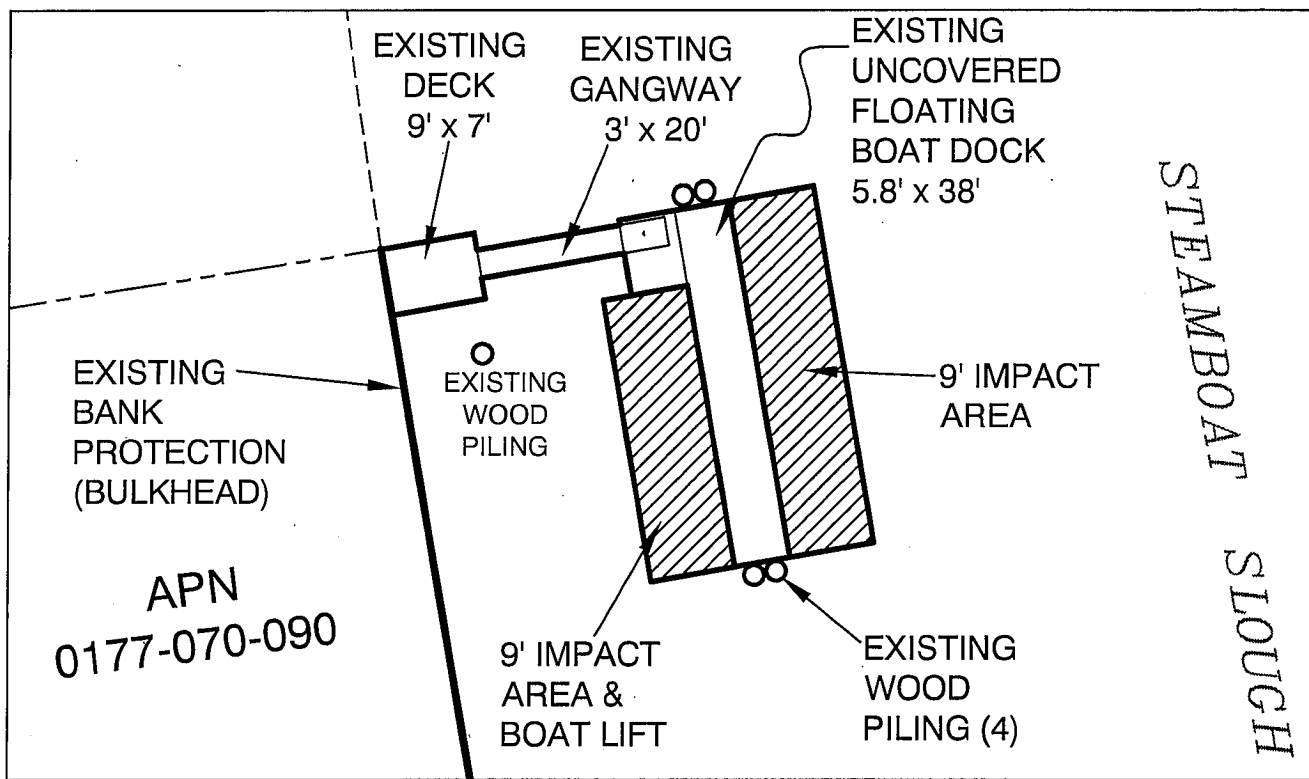 EXISTING
DECK
9' x 7'
EXISTING
GANGWAY
3' x 20'
EXISTING
UNCOVERED
FLOATING
BOAT DOCK
5.8' x 38'
EXISTING
BANK
PROTECTION
(BULKHEAD)
EXISTING
WOOD
PILING
9' IMPACT
AREA
STEAMBOAT SLOUGH
APN
0177-070-090
9' IMPACT
AREA &
BOAT LIFT
EXISTING
WOOD
PILING (4)